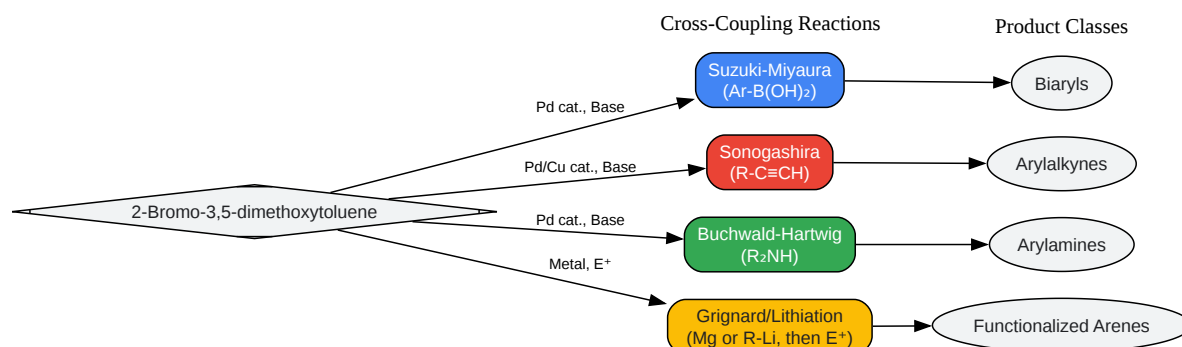 Cross-Coupling Reactions
Product Classes
Suzuki-Miyaura
(Ar-B(OH)₂)
Biaryls
Pd cat., Base
Sonogashira
(R-C≡CH)
Arylalkynes
Pd/Cu cat., Base
2-Bromo-3,5-dimethoxytoluene
Pd cat., Base
Buchwald-Hartwig
(R₂NH)
Arylamines
Metal, E⁺
Grignard/Lithiation
(Mg or R-Li, then E⁺)
Functionalized Arenes